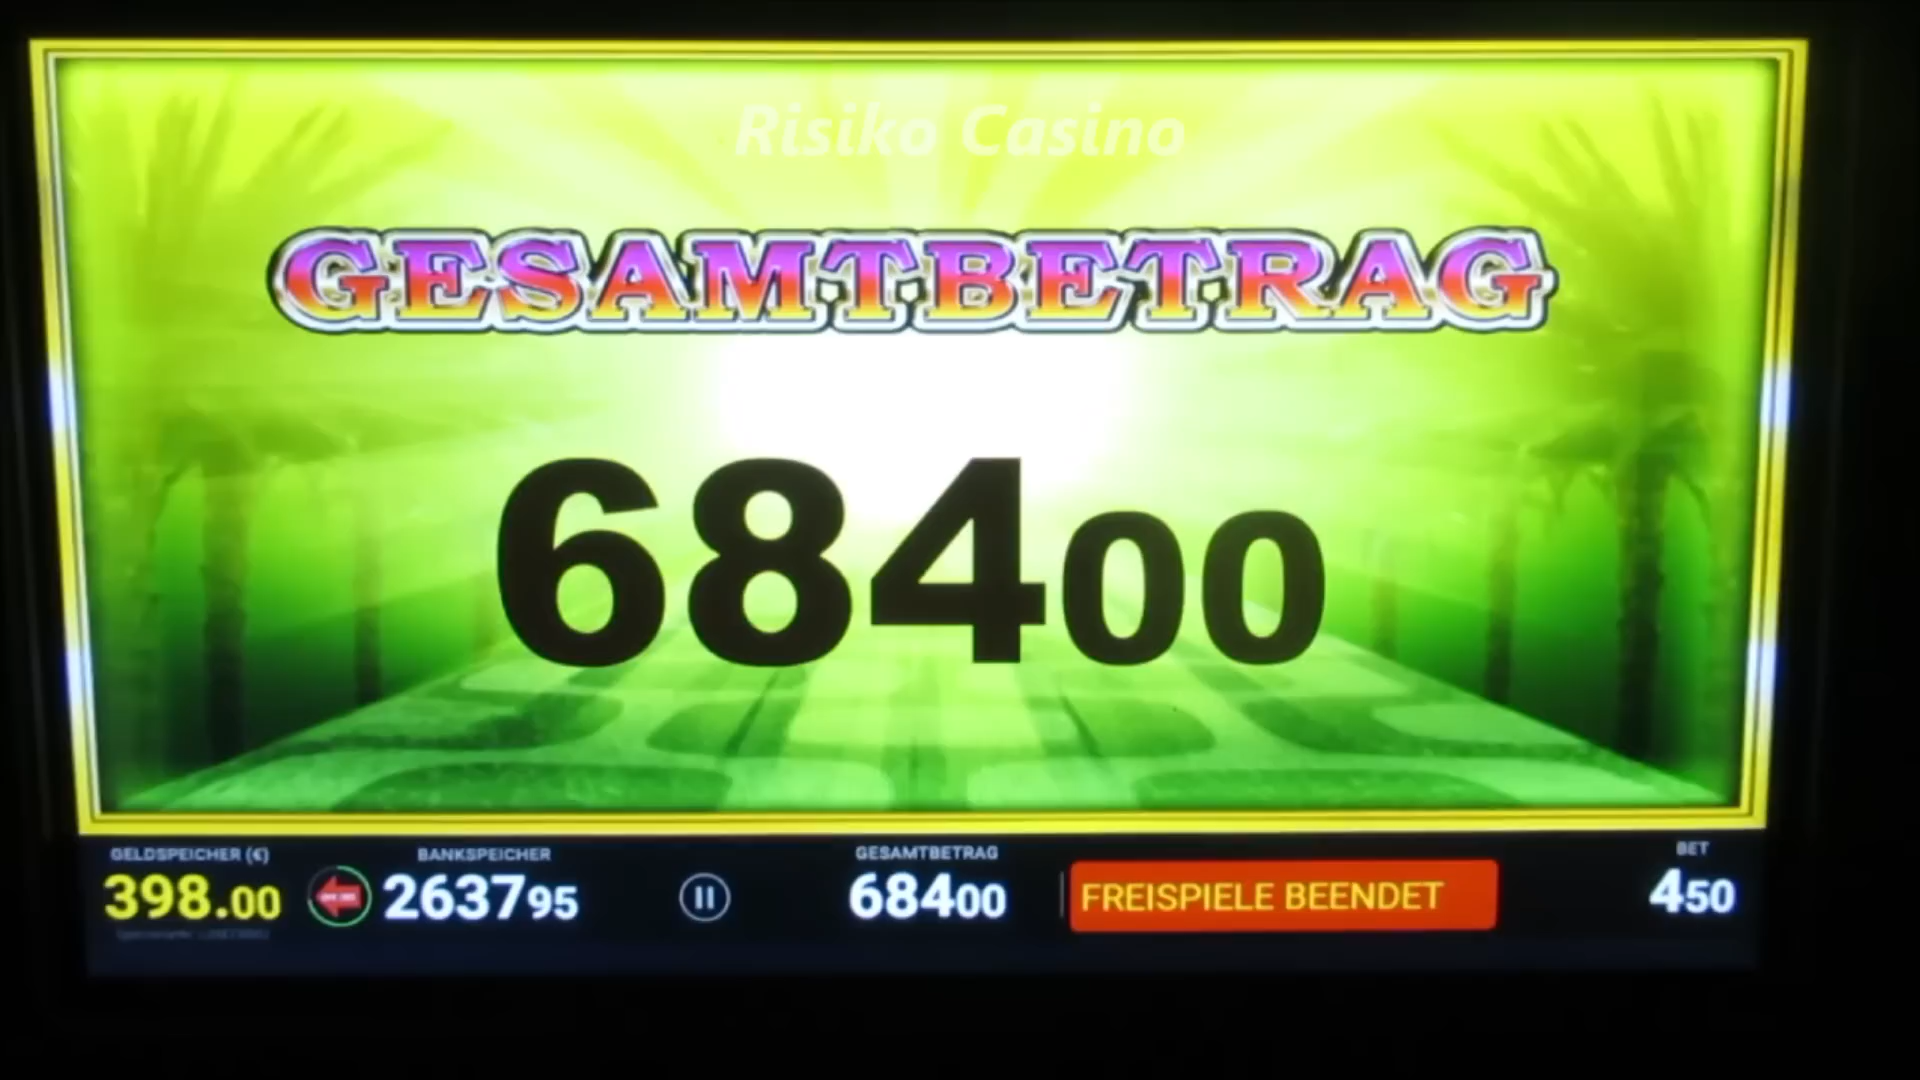 Risiko Casino
GESAMTBETRAG
68400
GELDSPEICHER (€)
398.00
BANKSPEICHER
263795
GESAMTBETRAG
68400
FREISPIELE BEENDET
BET
450